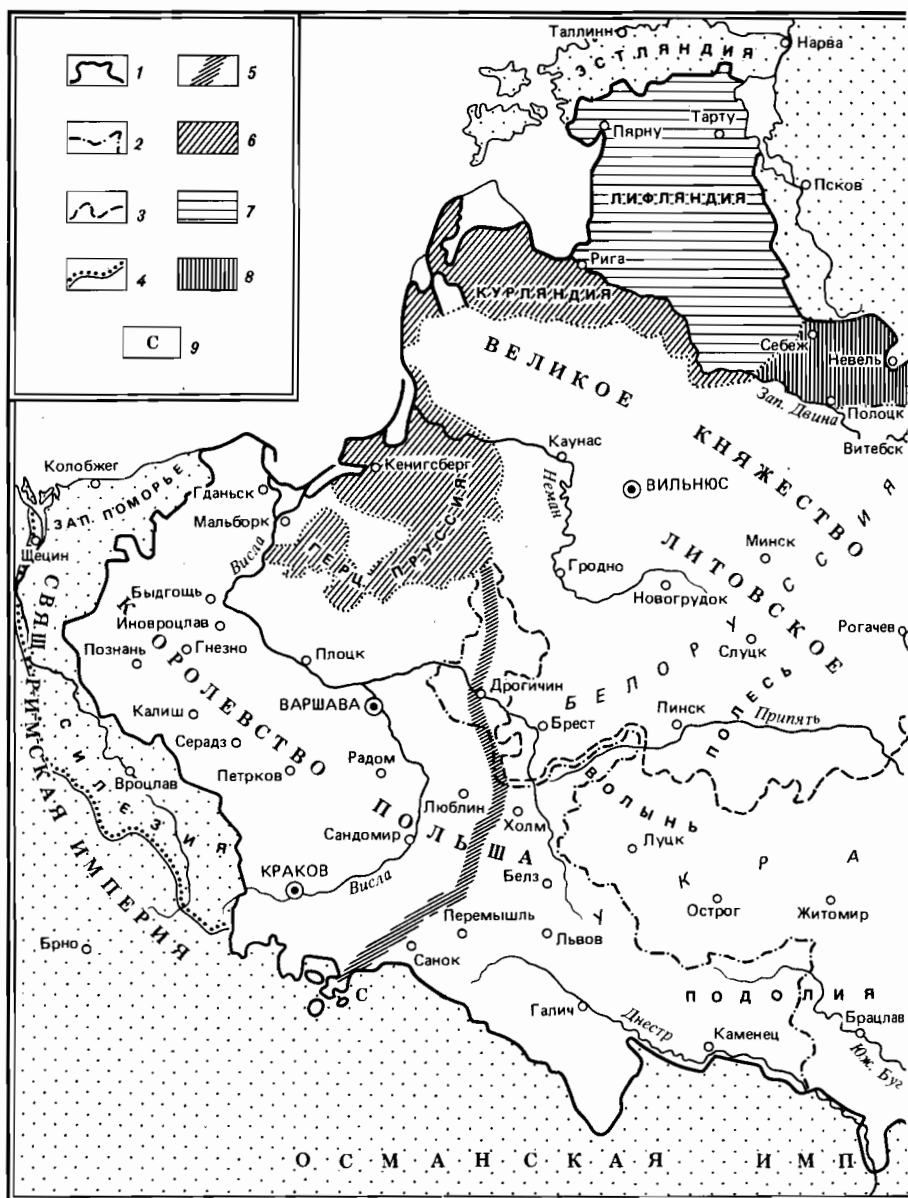 1
5
2
6
3
7
4
8
С 9
Таллинн
Нарва
ЭСТЛЯНДИЯ
Тарту
Пярну
Псков
ЛИФЛЯНДИЯ
Рига
КУРЛЯНДИЯ
Себеж
Невель
ВЕЛИКОЕ
Зап. Двина
Полоцк
Витебск
КНЯЖЕСТВО
Каунас
Колобжег
Кенигсберг
Неман
ВИЛЬНЮС
Гданьск
ЗАП. ПОМОРЬЕ
Мальборк
ГЕРЦ. ПРУССИЯ
Минск
ЛИТОВСКОЕ
Щецин
Висла
Гродно
Новогрудок
СВЯЩ. РИМСКАЯ ИМПЕРИЯ
Быдгощь
Иновроцлав
Слуцк
Рогачев
Познань
Гнезно
Плоцк
КОРОЛЕВСТВО
Дрогичин
БЕЛОРУССИЯ
ПОЛЕСЬЕ
ВАРШАВА
Калиш
Брест
Пинск
Припять
Серадз
СИЛЕЗИЯ
Петрков
Радом
Вроцлав
ВОЛЫНЬ
Люблин
ПОЛЬША
Холм
Сандомир
Луцк
КРАКОВ
Висла
Белз
УКРА
Острог
Житомир
Перемышль
Брно
Львов
Санок
С
ПОДОЛИЯ
Галич
Днестр
Брацлав
Каменец
Юж. Буг
ОСМАНСКАЯ ИМП